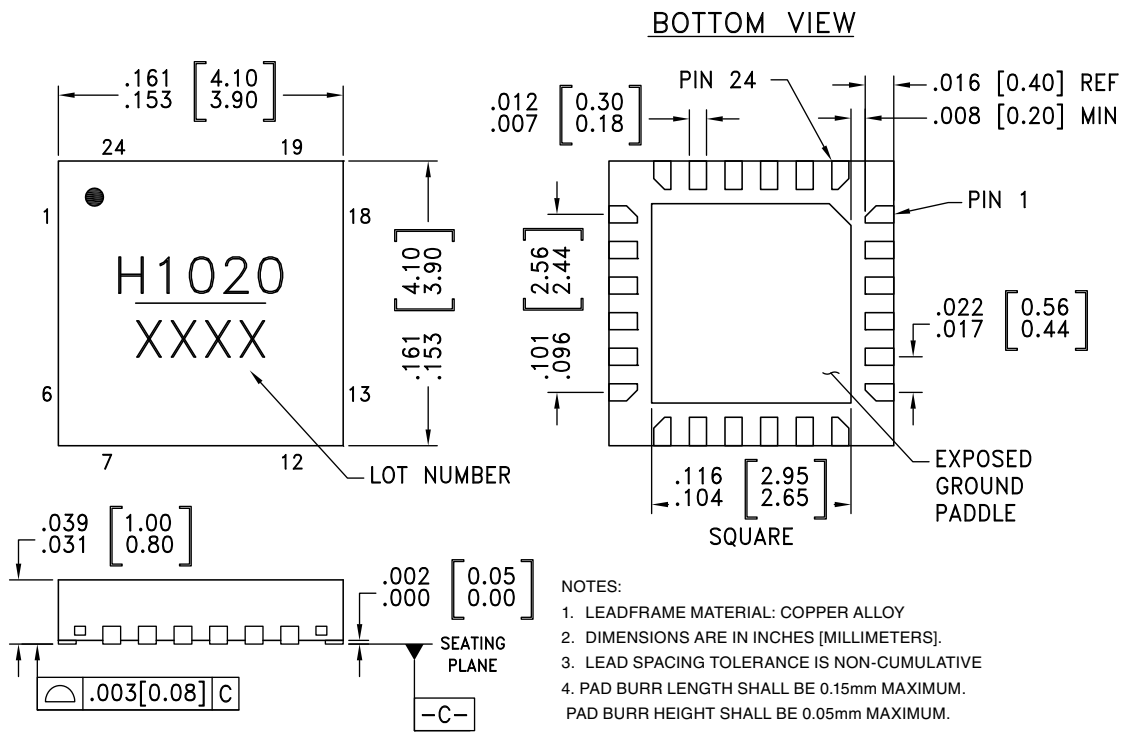 BOTTOM VIEW
.161 [4.10]
.153 [3.90]
24
19
1
18
H1020
XXXX
6
13
7
12
LOT NUMBER
.161 [4.10]
.153 [3.90]
.012 [0.30]
.007 [0.18]
PIN 24
.016 [0.40] REF
.008 [0.20] MIN
PIN 1
.101 [2.56]
.096 [2.44]
.022 [0.56]
.017 [0.44]
.116 [2.95]
.104 [2.65]
SQUARE
EXPOSED
GROUND
PADDLE
.039 [1.00]
.031 [0.80]
.002 [0.05]
.000 [0.00]
SEATING
PLANE
.003[0.08] C
-C-
NOTES:
1. LEADFRAME MATERIAL: COPPER ALLOY
2. DIMENSIONS ARE IN INCHES [MILLIMETERS].
3. LEAD SPACING TOLERANCE IS NON-CUMULATIVE
4. PAD BURR LENGTH SHALL BE 0.15mm MAXIMUM.
PAD BURR HEIGHT SHALL BE 0.05mm MAXIMUM.